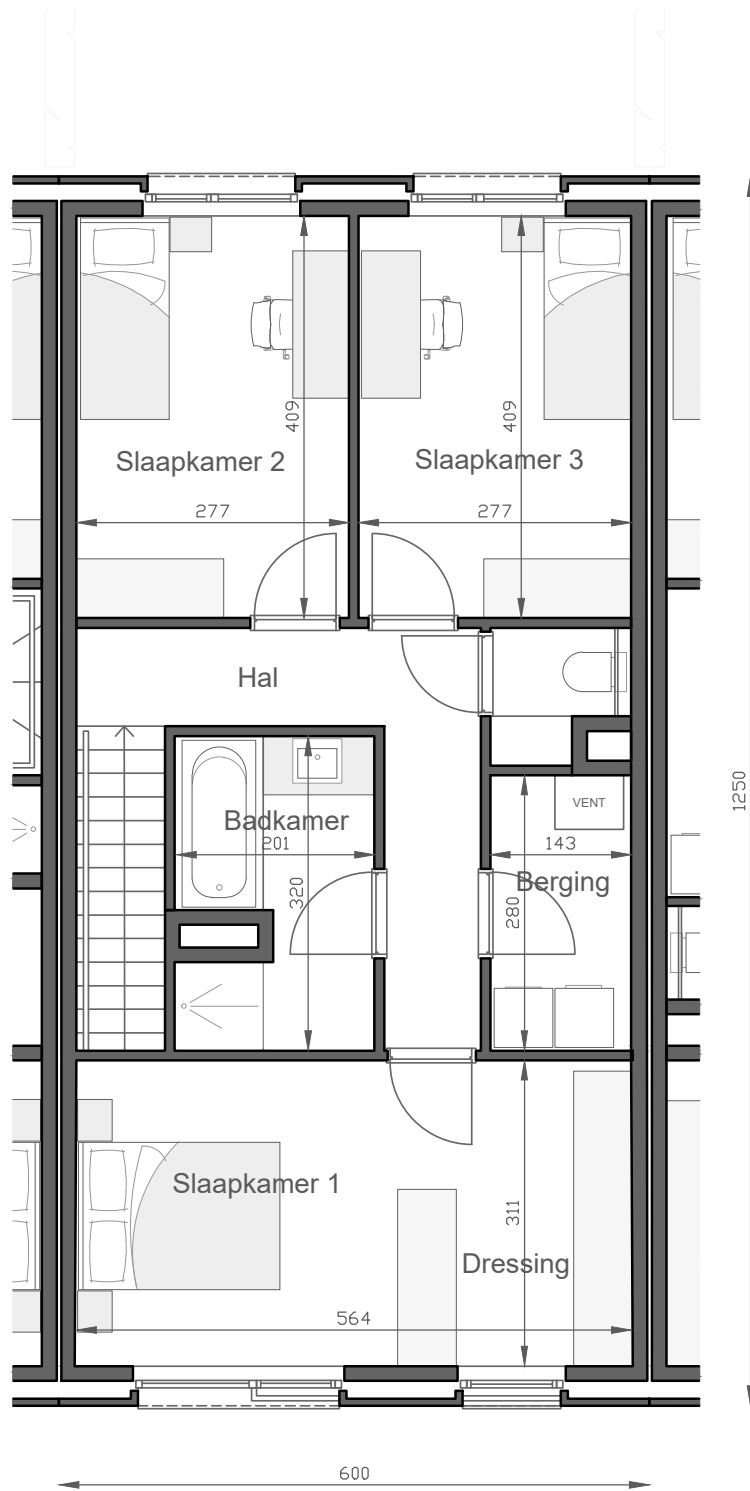 409
409
Slaapkamer 2
Slaapkamer 3
277
277
Hal
1250
VENT
Badkamer
201
143
Berging
320
280
Slaapkamer 1
311
Dressing
564
600